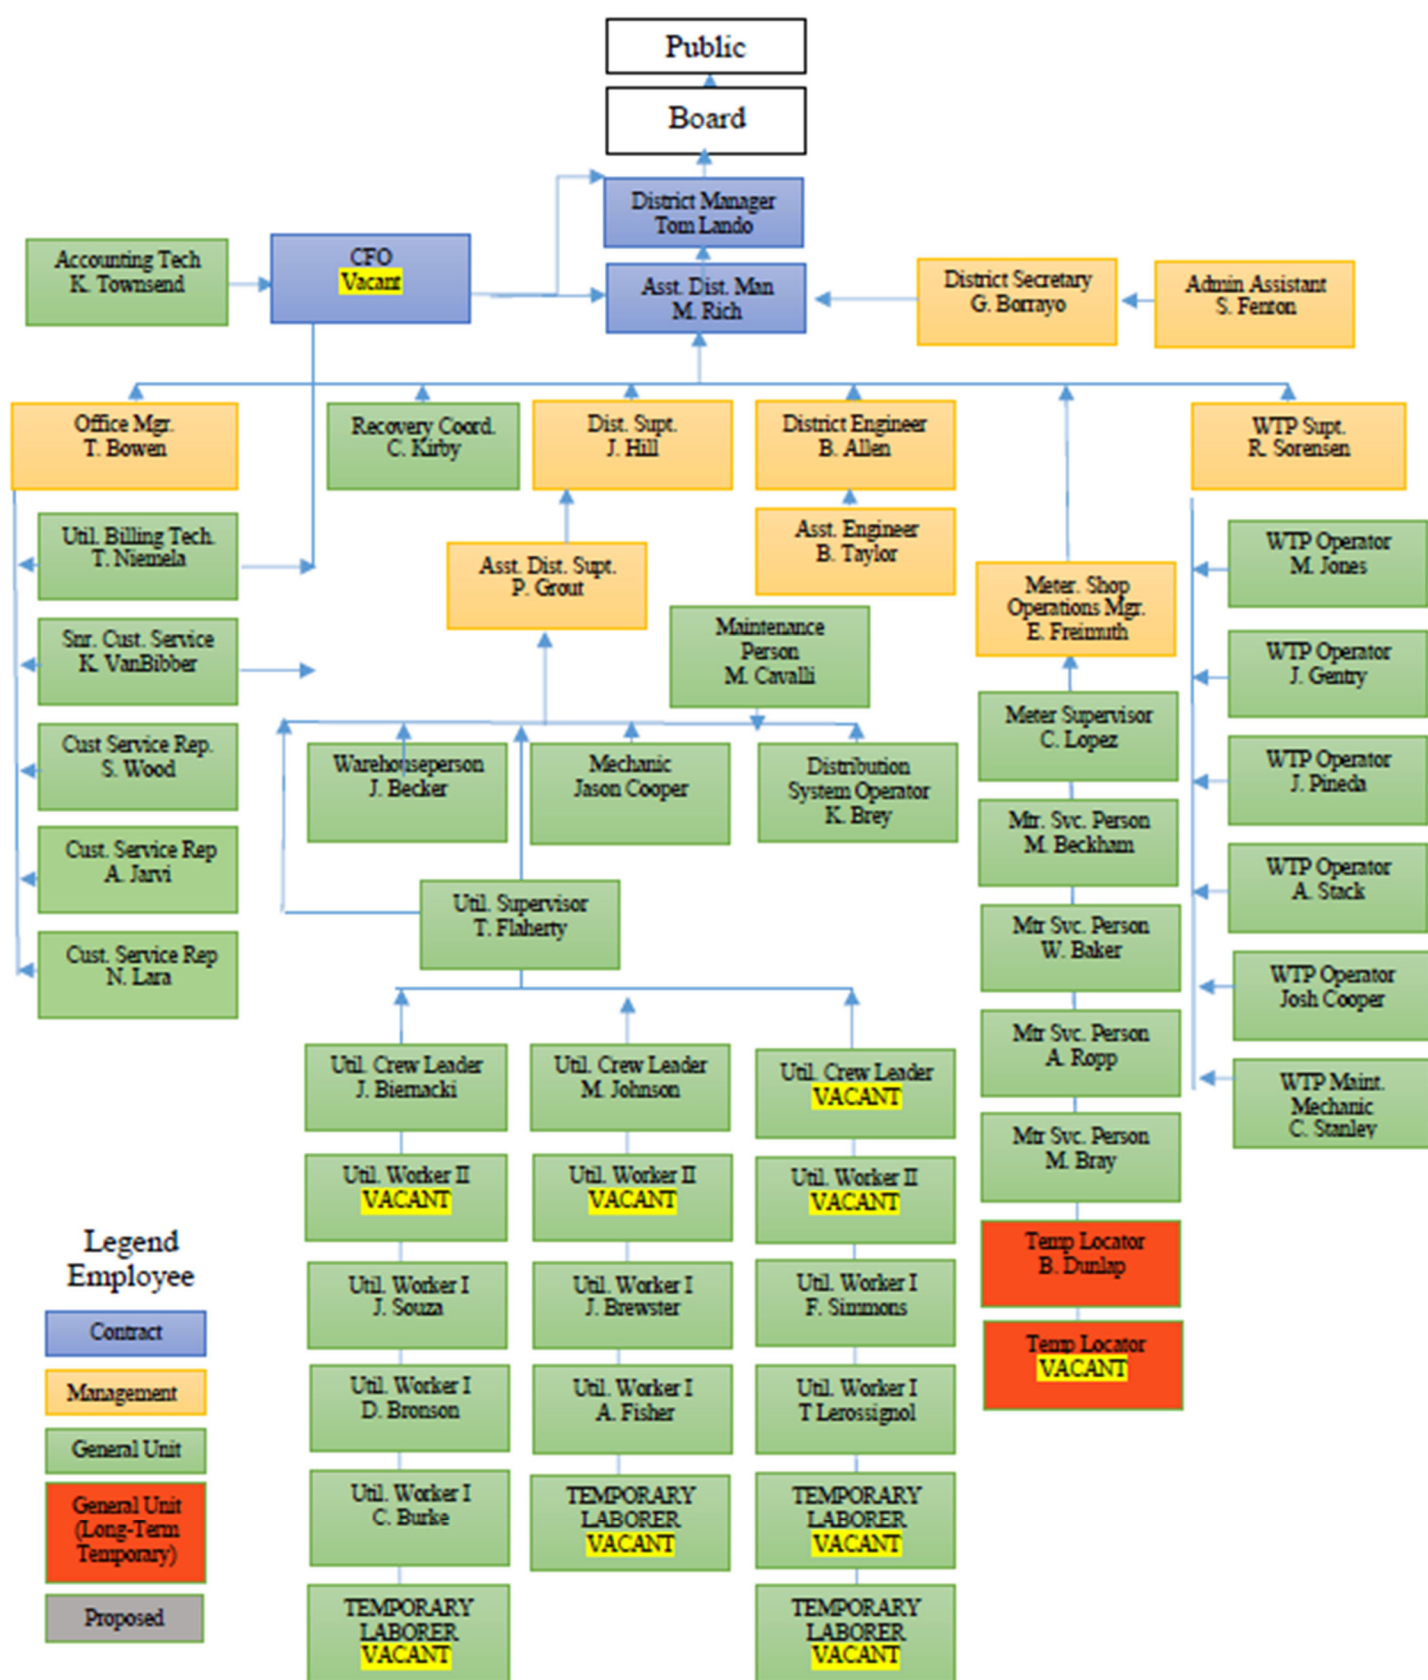 Public
Board
District Manager
Tom Lando
Accounting Tech
K. Townsend
CFO
Vacant
Asst. Dist. Man
M. Rich
District Secretary
G. Borrayo
Admin Assistant
S. Fenton
Office Mgr.
T. Bowen
Recovery Coord.
C. Kirby
Dist. Supt.
J. Hill
District Engineer
B. Allen
WTP Supt.
R. Sorensen
Util. Billing Tech.
T. Niemela
Snr. Cust. Service
K. VanBibber
Cust Service Rep.
S. Wood
Cust. Service Rep
A. Jarvi
Cust. Service Rep
N. Lara
Asst. Dist. Supt.
P. Grout
Asst. Engineer
B. Taylor
Maintenance
Person
M. Cavalli
Warehouseperson
J. Becker
Mechanic
Jason Cooper
Distribution
System Operator
K. Brey
Util. Supervisor
T. Flaherty
Util. Crew Leader
J. Biernacki
Util. Worker II
VACANT
Util. Worker I
J. Souza
Util. Worker I
D. Bronson
Util. Worker I
C. Burke
TEMPORARY
LABORER
VACANT
Util. Crew Leader
M. Johnson
Util. Worker II
VACANT
Util. Worker I
J. Brewster
Util. Worker I
A. Fisher
TEMPORARY
LABORER
VACANT
Util. Crew Leader
VACANT
Util. Worker II
VACANT
Util. Worker I
F. Simmons
Util. Worker I
T Lerossignol
TEMPORARY
LABORER
VACANT
TEMPORARY
LABORER
VACANT
Meter. Shop
Operations Mgr.
E. Freimuth
Meter Supervisor
C. Lopez
Mtr. Svc. Person
M. Beckham
Mtr Svc. Person
W. Baker
Mtr Svc. Person
A. Ropp
Mtr Svc. Person
M. Bray
Temp Locator
B. Dunlap
Temp Locator
VACANT
WTP Operator
M. Jones
WTP Operator
J. Gentry
WTP Operator
J. Pineda
WTP Operator
A. Stack
WTP Operator
Josh Cooper
WTP Maint.
Mechanic
C. Stanley
Legend
Employee
Contract
Management
General Unit
General Unit
(Long-Term
Temporary)
Proposed